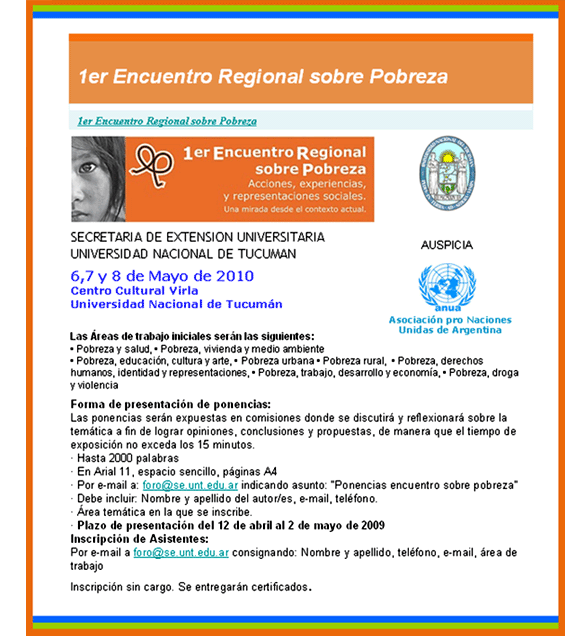 1er Encuentro Regional sobre Pobreza
1er Encuentro Regional sobre Pobreza
1er Encuentro Regional
sobre Pobreza
Acciones, experiencias,
y representaciones sociales.
Una mirada desde el contexto actual.
SECRETARIA DE EXTENSION UNIVERSITARIA
UNIVERSIDAD NACIONAL DE TUCUMAN
6,7 y 8 de Mayo de 2010
Centro Cultural Virla
Universidad Nacional de Tucumán
AUSPICIA
anua
Asociación pro Naciones
Unidas de Argentina
Las Áreas de trabajo iniciales serán las siguientes:
• Pobreza y salud, • Pobreza, vivienda y medio ambiente
• Pobreza, educación, cultura y arte, • Pobreza urbana • Pobreza rural, • Pobreza, derechos
humanos, identidad y representaciones, • Pobreza, trabajo, desarrollo y economía, • Pobreza, droga
y violencia
Forma de presentación de ponencias:
Las ponencias serán expuestas en comisiones donde se discutirá y reflexionará sobre la
temática a fin de lograr opiniones, conclusiones y propuestas, de manera que el tiempo de
exposición no exceda los 15 minutos.
· Hasta 2000 palabras
· En Arial 11, espacio sencillo, páginas A4
· Por e-mail a: foro@se.unt.edu.ar indicando asunto: "Ponencias encuentro sobre pobreza"
· Debe incluir: Nombre y apellido del autor/es, e-mail, teléfono.
· Área temática en la que se inscribe.
· Plazo de presentación del 12 de abril al 2 de mayo de 2009
Inscripción de Asistentes:
Por e-mail a foro@se.unt.edu.ar consignando: Nombre y apellido, teléfono, e-mail, área de
trabajo
Inscripción sin cargo. Se entregarán certificados.